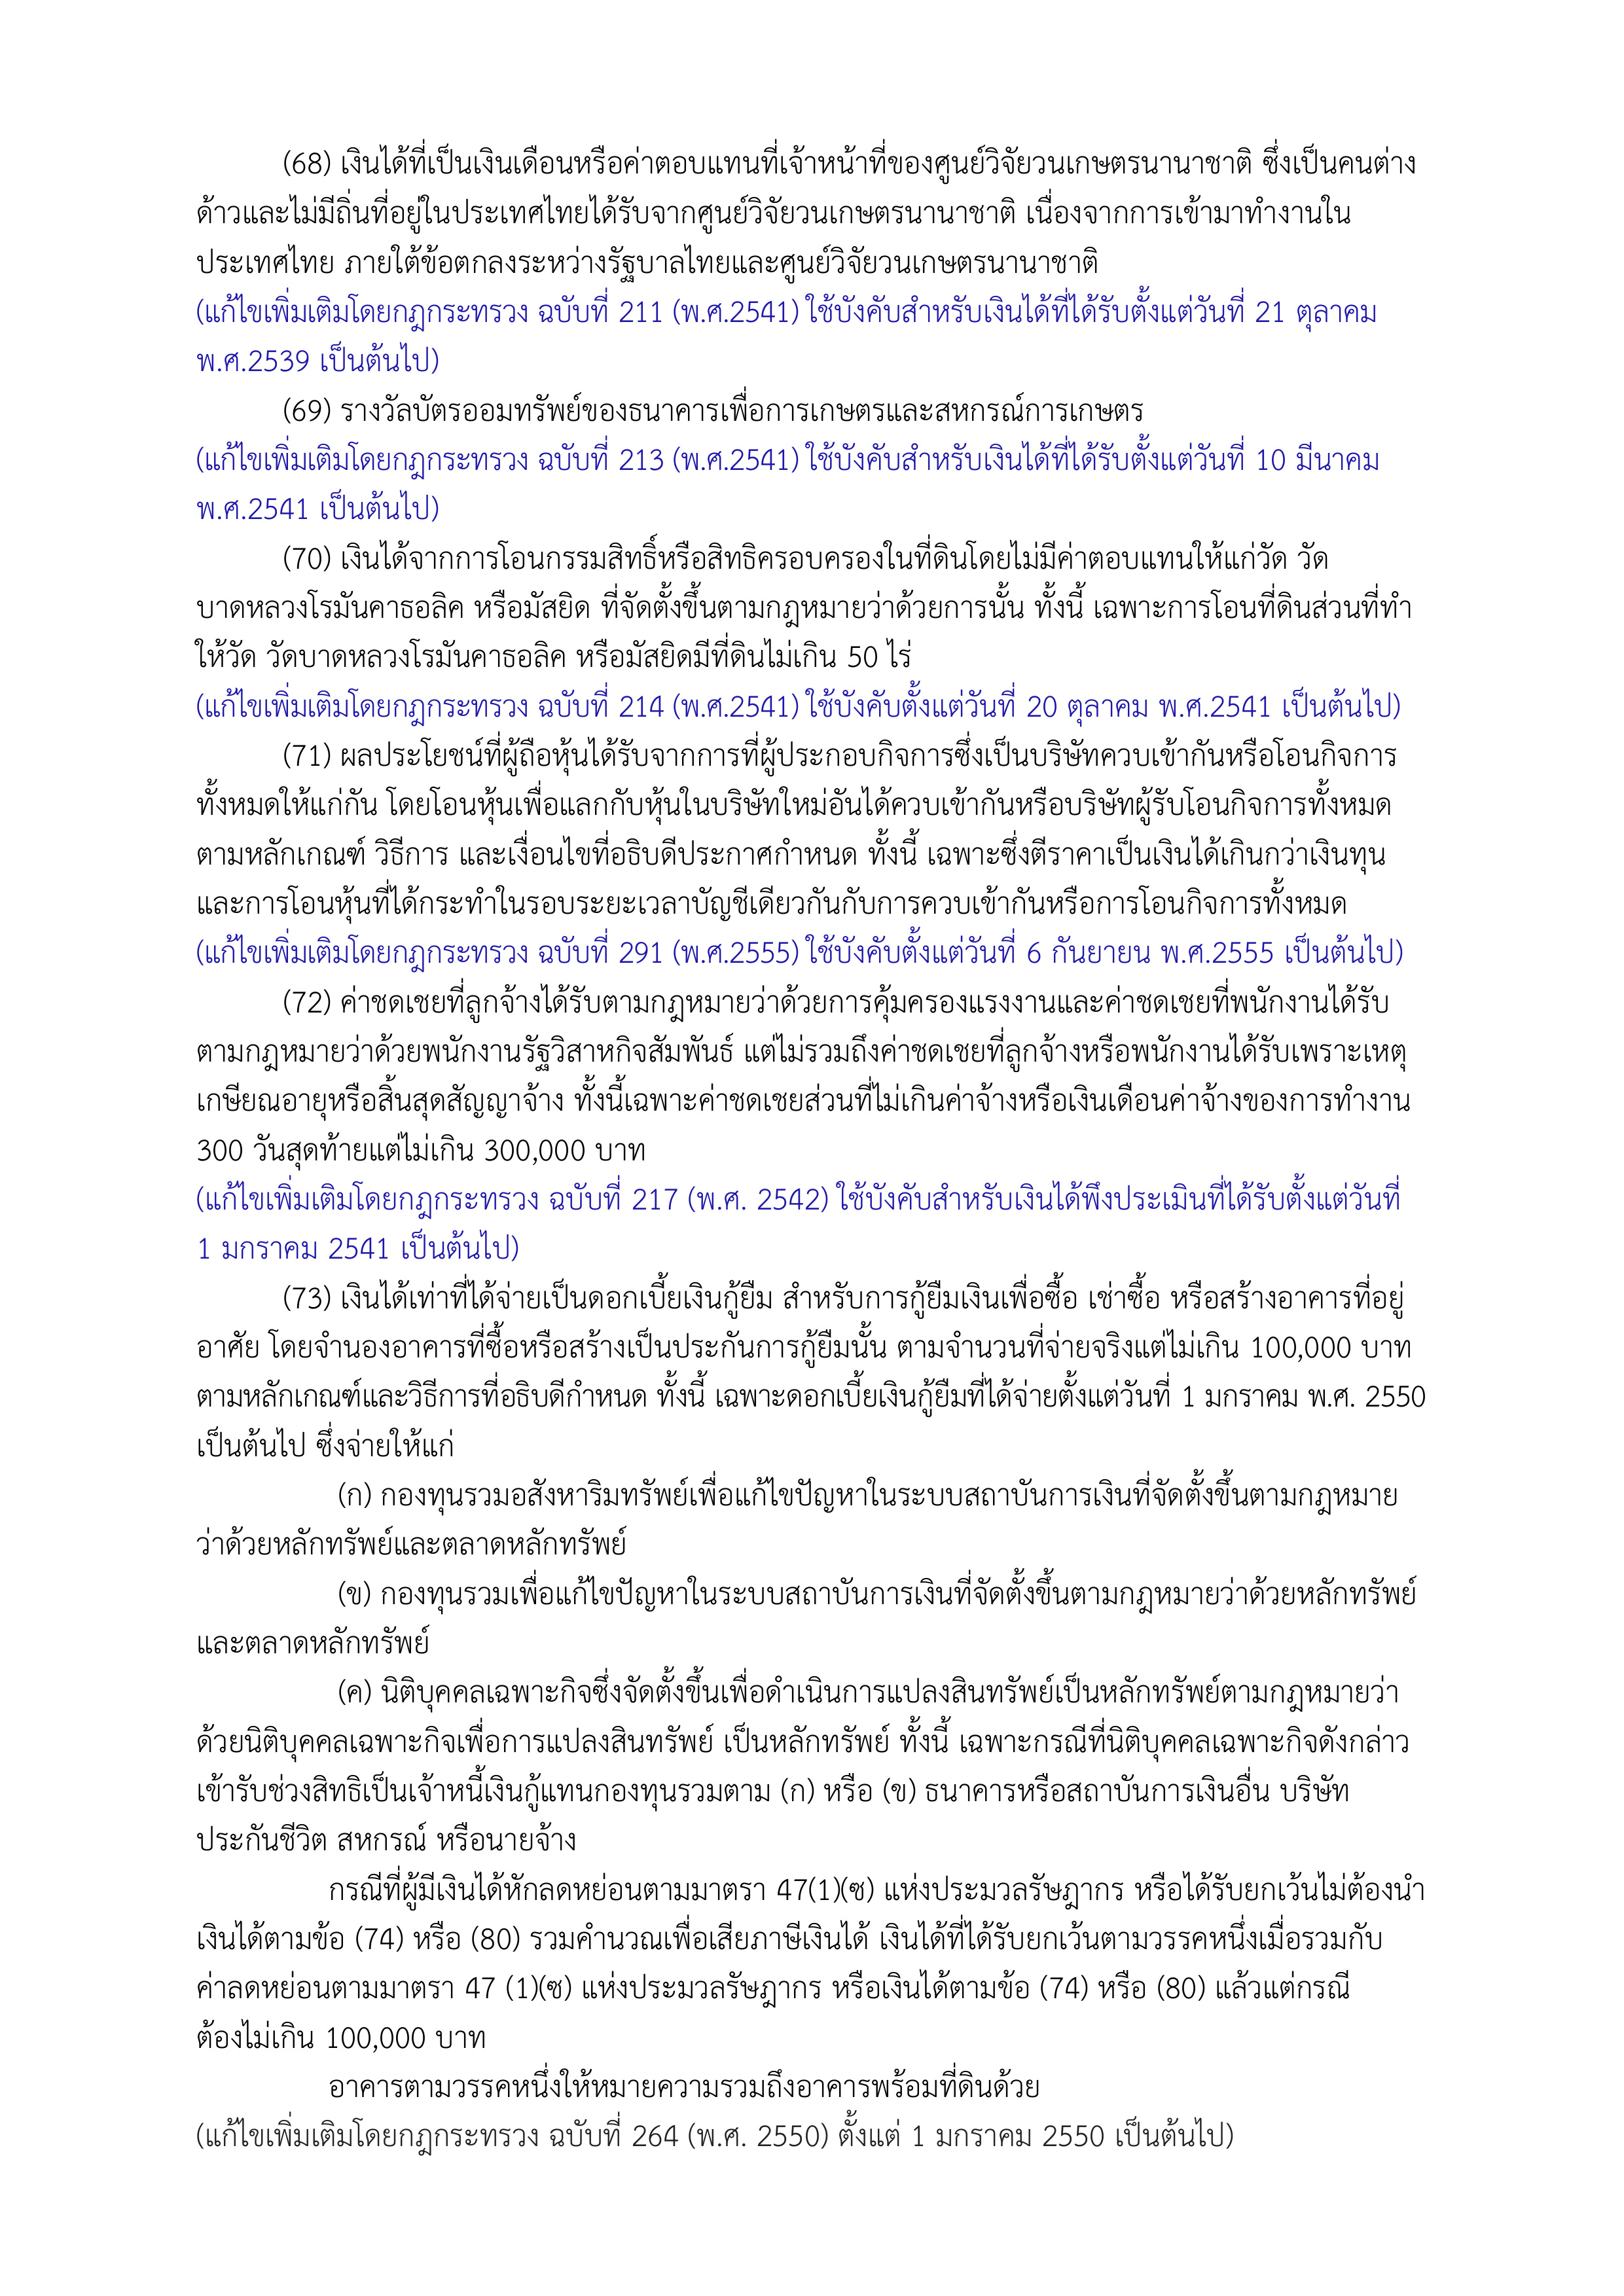 (68) เงินได้ที่เป็นเงินเดือนหรือค่าตอบแทนที่เจ้าหน้าที่ของศูนย์วิจัยวนเกษตรนานาชาติ ซึ่งเป็นคนต่าง
ด้าวและไม่มีถิ่นที่อยู่ในประเทศไทยได้รับจากศูนย์วิจัยวนเกษตรนานาชาติ เนื่องจากการเข้ามาทำงานใน
ประเทศไทย ภายใต้ข้อตกลงระหว่างรัฐบาลไทยและศูนย์วิจัยวนเกษตรนานาชาติ
(แก้ไขเพิ่มเติมโดยกฎกระทรวง ฉบับที่ 211 (พ.ศ.2541) ใช้บังคับสำหรับเงินได้ที่ได้รับตั้งแต่วันที่ 21 ตุลาคม
พ.ศ.2539 เป็นต้นไป)
(69) รางวัลบัตรออมทรัพย์ของธนาคารเพื่อการเกษตรและสหกรณ์การเกษตร
(แก้ไขเพิ่มเติมโดยกฎกระทรวง ฉบับที่ 213 (พ.ศ.2541) ใช้บังคับสำหรับเงินได้ที่ได้รับตั้งแต่วันที่ 10 มีนาคม
พ.ศ.2541 เป็นต้นไป)
(70) เงินได้จากการโอนกรรมสิทธิ์หรือสิทธิครอบครองในที่ดินโดยไม่มีค่าตอบแทนให้แก่วัด วัด
บาดหลวงโรมันคาธอลิค หรือมัสยิด ที่จัดตั้งขึ้นตามกฎหมายว่าด้วยการนั้น ทั้งนี้ เฉพาะการโอนที่ดินส่วนที่ทำ
ให้วัด วัดบาดหลวงโรมันคาธอลิค หรือมัสยิดมีที่ดินไม่เกิน 50 ไร่
(แก้ไขเพิ่มเติมโดยกฎกระทรวง ฉบับที่ 214 (พ.ศ.2541) ใช้บังคับตั้งแต่วันที่ 20 ตุลาคม พ.ศ.2541 เป็นต้นไป)
(71) ผลประโยชน์ที่ผู้ถือหุ้นได้รับจากการที่ผู้ประกอบกิจการซึ่งเป็นบริษัทควบเข้ากันหรือโอนกิจการ
ทั้งหมดให้แก่กัน โดยโอนหุ้นเพื่อแลกกับหุ้นในบริษัทใหม่อันได้ควบเข้ากันหรือบริษัทผู้รับโอนกิจการทั้งหมด
ตามหลักเกณฑ์ วิธีการ และเงื่อนไขที่อธิบดีประกาศกำหนด ทั้งนี้ เฉพาะซึ่งตีราคาเป็นเงินได้เกินกว่าเงินทุน
และการโอนหุ้นที่ได้กระทำในรอบระยะเวลาบัญชีเดียวกันกับการควบเข้ากันหรือการโอนกิจการทั้งหมด
(แก้ไขเพิ่มเติมโดยกฎกระทรวง ฉบับที่ 291 (พ.ศ.2555) ใช้บังคับตั้งแต่วันที่ 6 กันยายน พ.ศ.2555 เป็นต้นไป)
(72) ค่าชดเชยที่ลูกจ้างได้รับตามกฎหมายว่าด้วยการคุ้มครองแรงงานและค่าชดเชยที่พนักงานได้รับ
ตามกฎหมายว่าด้วยพนักงานรัฐวิสาหกิจสัมพันธ์ แต่ไม่รวมถึงค่าชดเชยที่ลูกจ้างหรือพนักงานได้รับเพราะเหตุ
เกษียณอายุหรือสิ้นสุดสัญญาจ้าง ทั้งนี้เฉพาะค่าชดเชยส่วนที่ไม่เกินค่าจ้างหรือเงินเดือนค่าจ้างของการทำงาน
300 วันสุดท้ายแต่ไม่เกิน 300,000 บาท
(แก้ไขเพิ่มเติมโดยกฎกระทรวง ฉบับที่ 217 (พ.ศ. 2542) ใช้บังคับสำหรับเงินได้พึงประเมินที่ได้รับตั้งแต่วันที่
1 มกราคม 2541 เป็นต้นไป)
(73) เงินได้เท่าที่ได้จ่ายเป็นดอกเบี้ยเงินกู้ยืม สำหรับการกู้ยืมเงินเพื่อซื้อ เช่าซื้อ หรือสร้างอาคารที่อยู่
อาศัย โดยจำนองอาคารที่ซื้อหรือสร้างเป็นประกันการกู้ยืมนั้น ตามจำนวนที่จ่ายจริงแต่ไม่เกิน 100,000 บาท
ตามหลักเกณฑ์และวิธีการที่อธิบดีกำหนด ทั้งนี้ เฉพาะดอกเบี้ยเงินกู้ยืมที่ได้จ่ายตั้งแต่วันที่ 1 มกราคม พ.ศ. 2550
เป็นต้นไป ซึ่งจ่ายให้แก่
(ก) กองทุนรวมอสังหาริมทรัพย์เพื่อแก้ไขปัญหาในระบบสถาบันการเงินที่จัดตั้งขึ้นตามกฎหมาย
ว่าด้วยหลักทรัพย์และตลาดหลักทรัพย์
(ข) กองทุนรวมเพื่อแก้ไขปัญหาในระบบสถาบันการเงินที่จัดตั้งขึ้นตามกฎหมายว่าด้วยหลักทรัพย์
และตลาดหลักทรัพย์
(ค) นิติบุคคลเฉพาะกิจซึ่งจัดตั้งขึ้นเพื่อดำเนินการแปลงสินทรัพย์เป็นหลักทรัพย์ตามกฎหมายว่า
ด้วยนิติบุคคลเฉพาะกิจเพื่อการแปลงสินทรัพย์ เป็นหลักทรัพย์ ทั้งนี้ เฉพาะกรณีที่นิติบุคคลเฉพาะกิจดังกล่าว
เข้ารับช่วงสิทธิเป็นเจ้าหนี้เงินกู้แทนกองทุนรวมตาม (ก) หรือ (ข) ธนาคารหรือสถาบันการเงินอื่น บริษัท
ประกันชีวิต สหกรณ์ หรือนายจ้าง
กรณีที่ผู้มีเงินได้หักลดหย่อนตามมาตรา 47(1)(ซ) แห่งประมวลรัษฎากร หรือได้รับยกเว้นไม่ต้องนำ
เงินได้ตามข้อ (74) หรือ (80) รวมคำนวณเพื่อเสียภาษีเงินได้ เงินได้ที่ได้รับยกเว้นตามวรรคหนึ่งเมื่อรวมกับ
ค่าลดหย่อนตามมาตรา 47 (1)(ซ) แห่งประมวลรัษฎากร หรือเงินได้ตามข้อ (74) หรือ (80) แล้วแต่กรณี
ต้องไม่เกิน 100,000 บาท
อาคารตามวรรคหนึ่งให้หมายความรวมถึงอาคารพร้อมที่ดินด้วย
(แก้ไขเพิ่มเติมโดยกฎกระทรวง ฉบับที่ 264 (พ.ศ. 2550) ตั้งแต่ 1 มกราคม 2550 เป็นต้นไป)